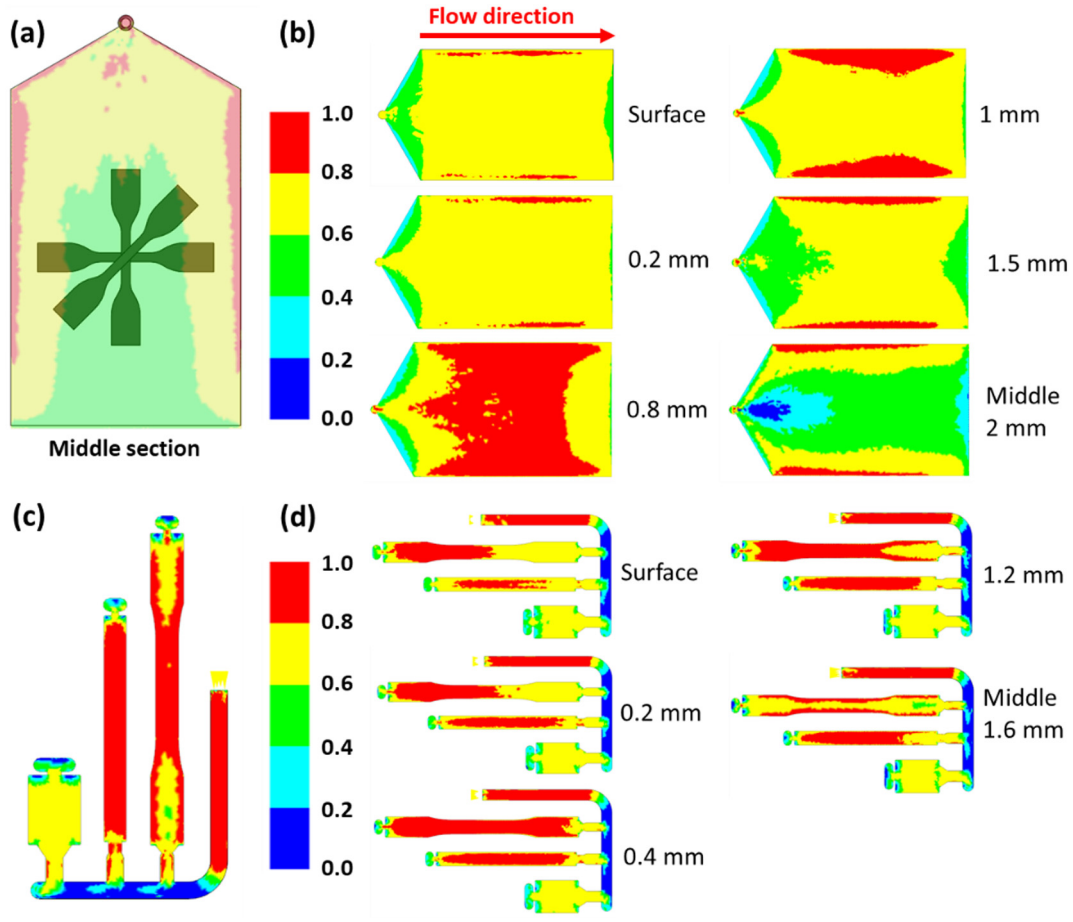 (a)
Middle section
(b)
Flow direction
1.0
0.8
0.6
0.4
0.2
0.0
Surface
1 mm
0.2 mm
1.5 mm
0.8 mm
Middle
2 mm
(c)
(d)
1.0
0.8
0.6
0.4
0.2
0.0
Surface
1.2 mm
0.2 mm
Middle
1.6 mm
0.4 mm